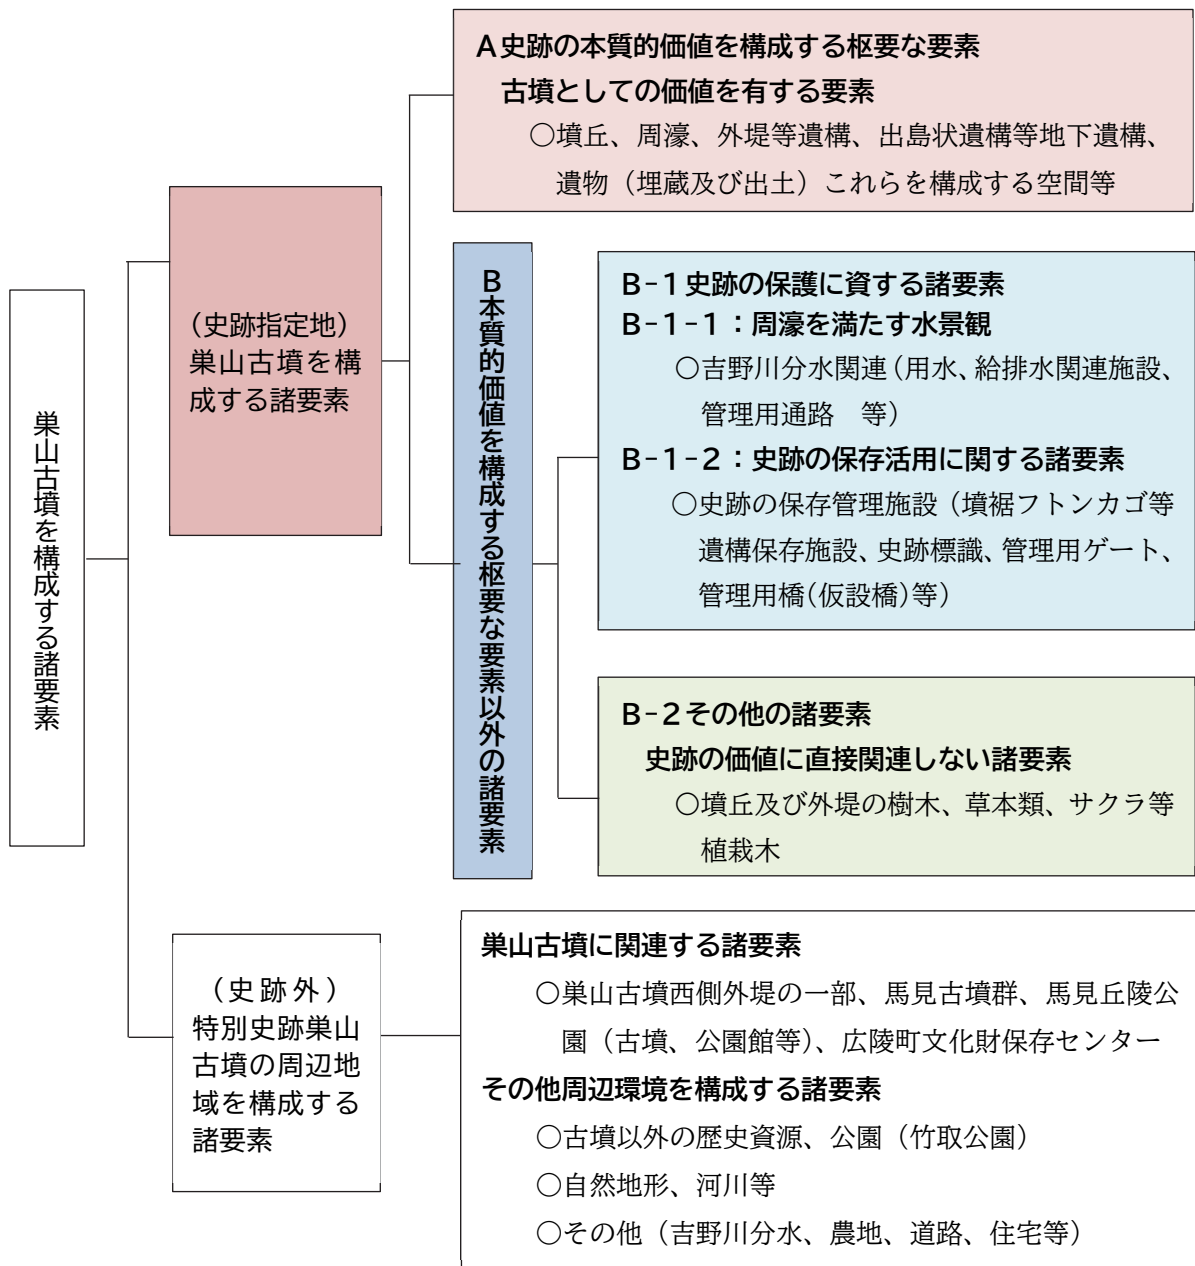 巣山古墳を構成する諸要素
（史跡指定地）
巣山古墳を構
成する諸要素
A史跡の本質的価値を構成する枢要な要素
古墳としての価値を有する要素
○墳丘、周濠、外堤等遺構、出島状遺構等地下遺構、
遺物（埋蔵及び出土）これらを構成する空間等
B本質的価値を構成する枢要な要素以外の諸要素
B-1史跡の保護に資する諸要素
B-1-1：周濠を満たす水景観
○吉野川分水関連（用水、給排水関連施設、
管理用通路　等）
B-1-2：史跡の保存活用に関する諸要素
○史跡の保存管理施設（墳裾フトンカゴ等
遺構保存施設、史跡標識、管理用ゲート、
管理用橋（仮設橋）等）
B-2その他の諸要素
史跡の価値に直接関連しない諸要素
○墳丘及び外堤の樹木、草本類、サクラ等
植栽木
（史跡外）
特別史跡巣山
古墳の周辺地
域を構成する
諸要素
巣山古墳に関連する諸要素
○巣山古墳西側外堤の一部、馬見古墳群、馬見丘陵公
園（古墳、公園館等）、広陵町文化財保存センター
その他周辺環境を構成する諸要素
○古墳以外の歴史資源、公園（竹取公園）
○自然地形、河川等
○その他（吉野川分水、農地、道路、住宅等）